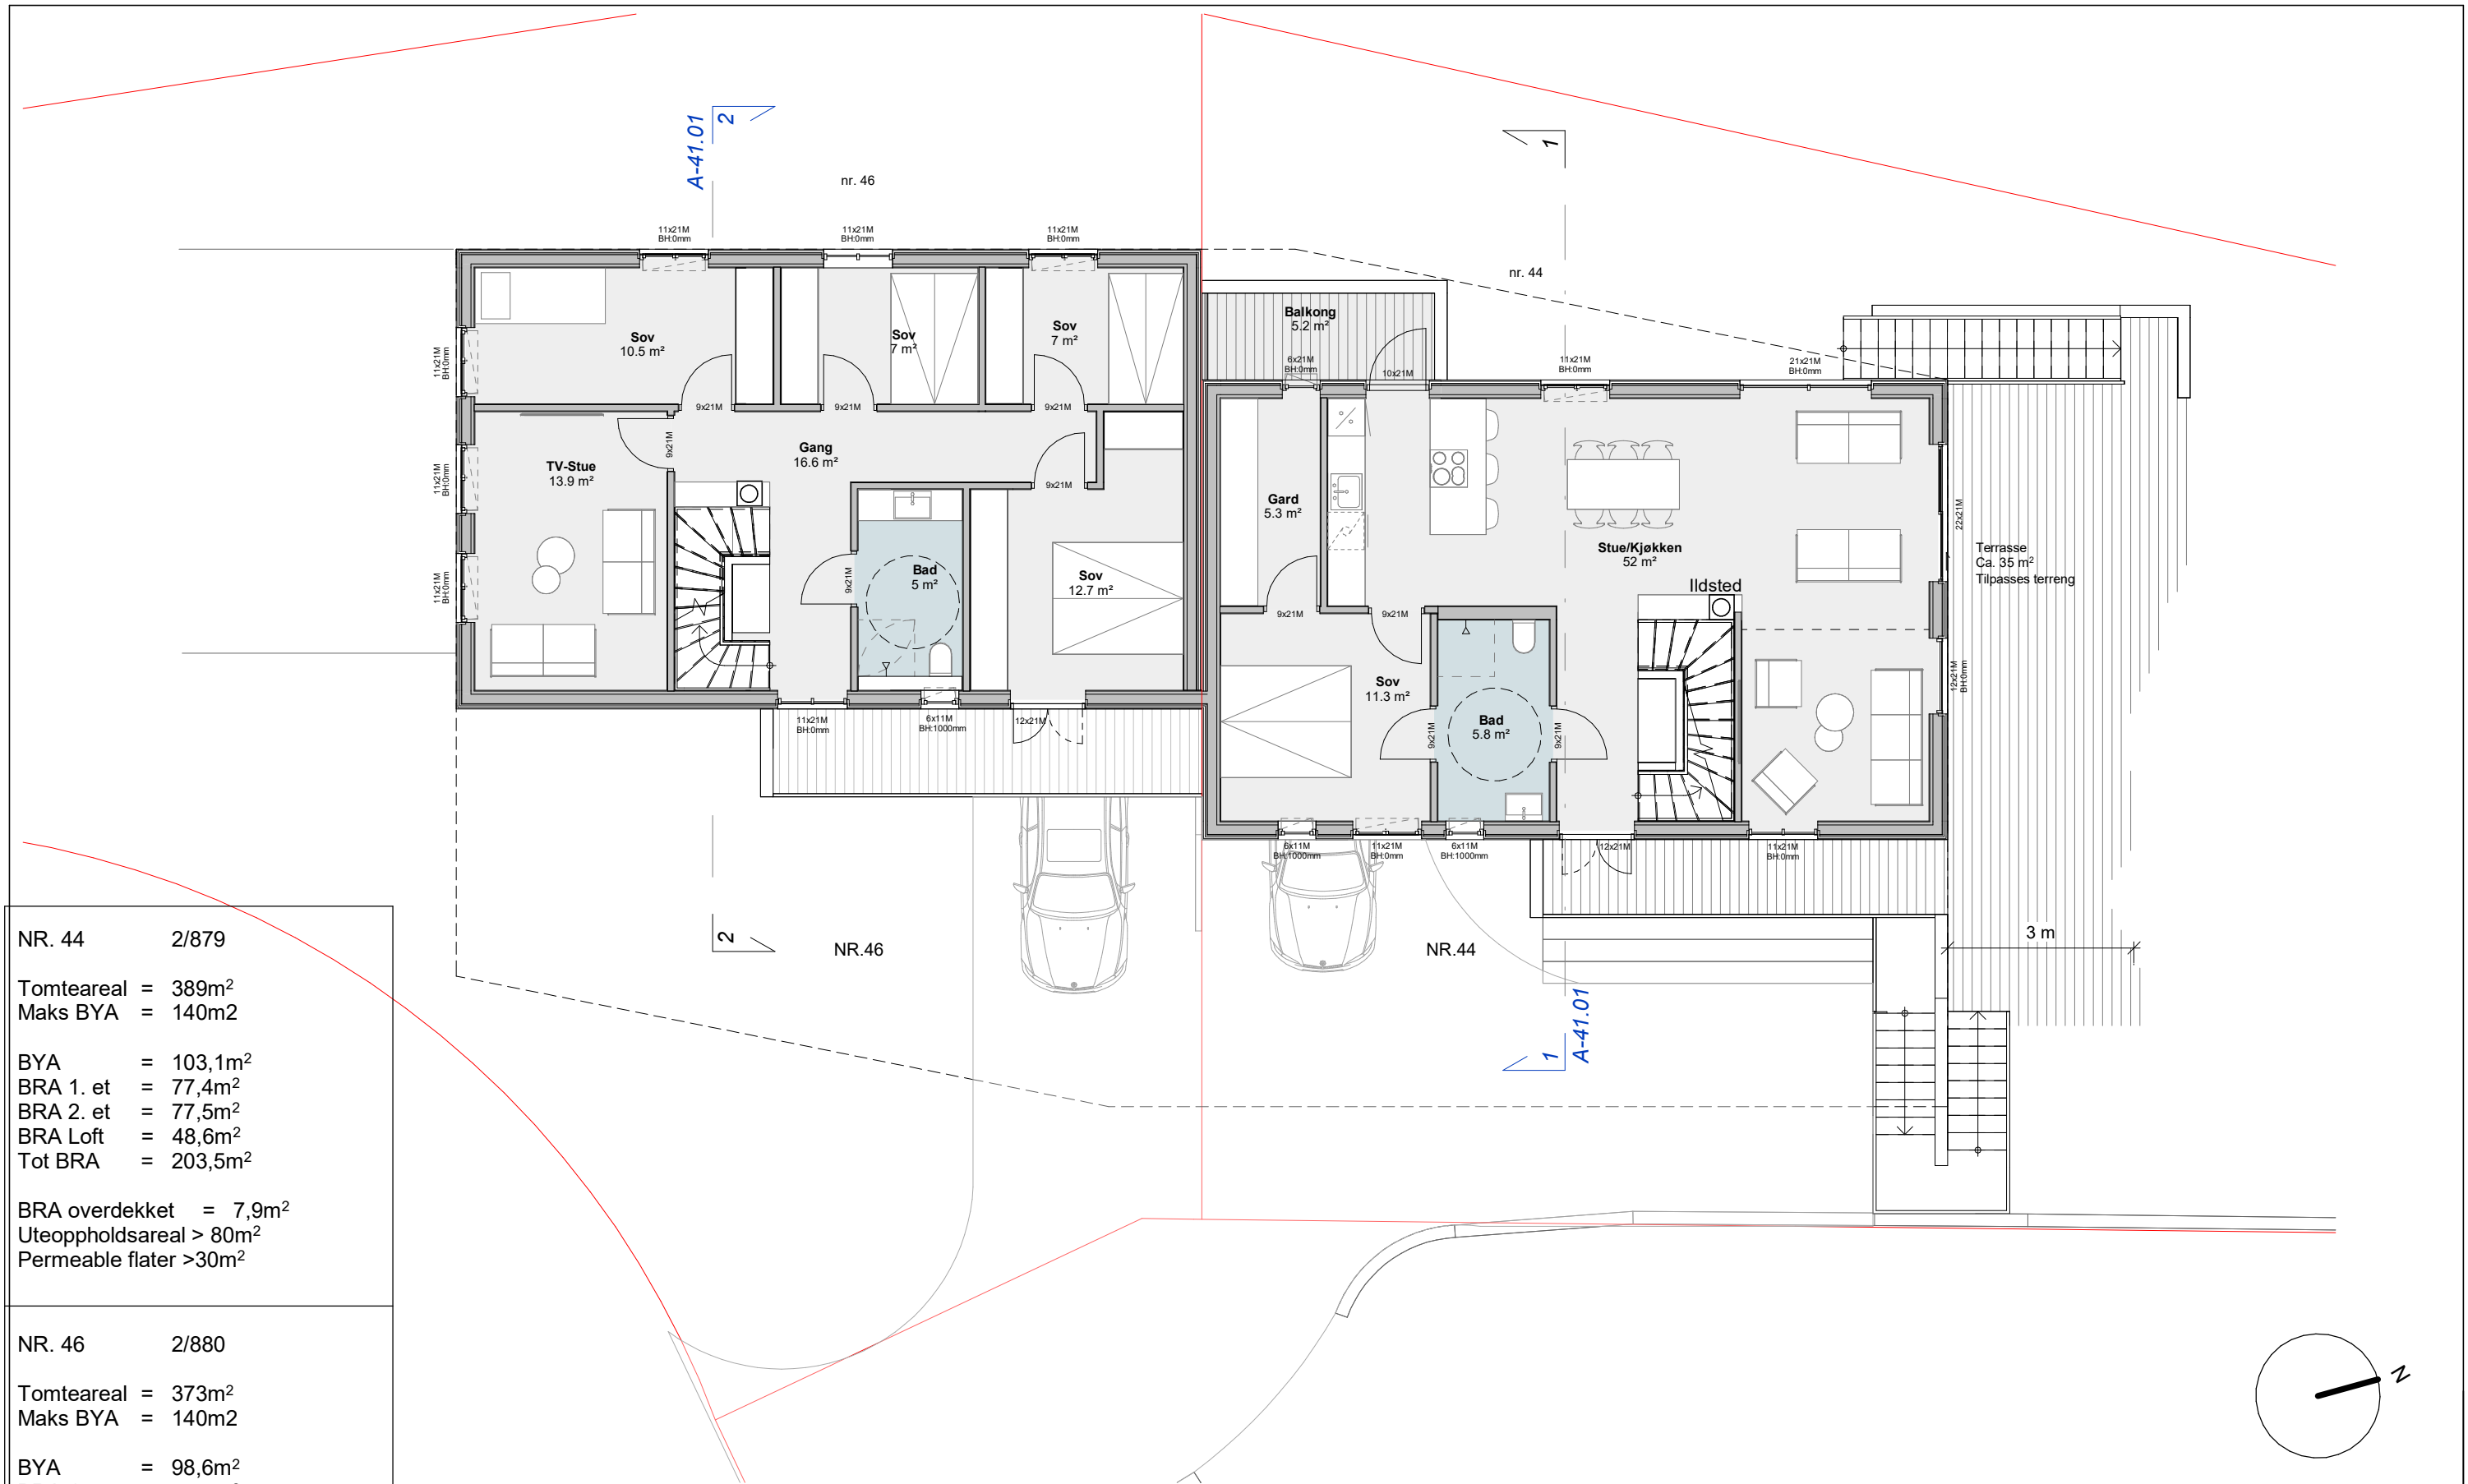 A-41.01
2
1
nr. 46
nr. 44
11x21M
BH:0mm
11x21M
BH:0mm
11x21M
BH:0mm
Sov
10.5 m²
Sov
7 m²
Sov
7 m²
Balkong
5.2 m²
6x21M
BH:0mm
10x21M
11x21M
BH:0mm
21x21M
BH:0mm
11x21M
BH:0mm
9x21M
9x21M
9x21M
9x21M
TV-Stue
13.9 m²
Gang
16.6 m²
11x21M
BH:0mm
9x21M
Gard
5.3 m²
Stue/Kjøkken
52 m²
Ildsted
22x21M
Terrasse
Ca. 35 m²
Tilpasses terreng
11x21M
BH:0mm
9x21M
Bad
5 m²
Sov
12.7 m²
9x21M
9x21M
Sov
11.3 m²
9x21M
Bad
5.8 m²
9x21M
12x21M
BH:0mm
11x21M
BH:0mm
6x11M
BH:1000mm
12x21M
6x11M
BH:1000mm
11x21M
BH:0mm
6x11M
BH:1000mm
12x21M
11x21M
BH:0mm
2
NR.46
NR.44
3 m
1
A-41.01
NR. 44 2/879
Tomteareal = 389m²
Maks BYA = 140m2
BYA = 103,1m²
BRA 1. et = 77,4m²
BRA 2. et = 77,5m²
BRA Loft = 48,6m²
Tot BRA = 203,5m²
BRA overdekket = 7,9m²
Uteoppholdsareal > 80m²
Permeable flater >30m²
NR. 46 2/880
Tomteareal = 373m²
Maks BYA = 140m2
BYA = 98,6m²
N